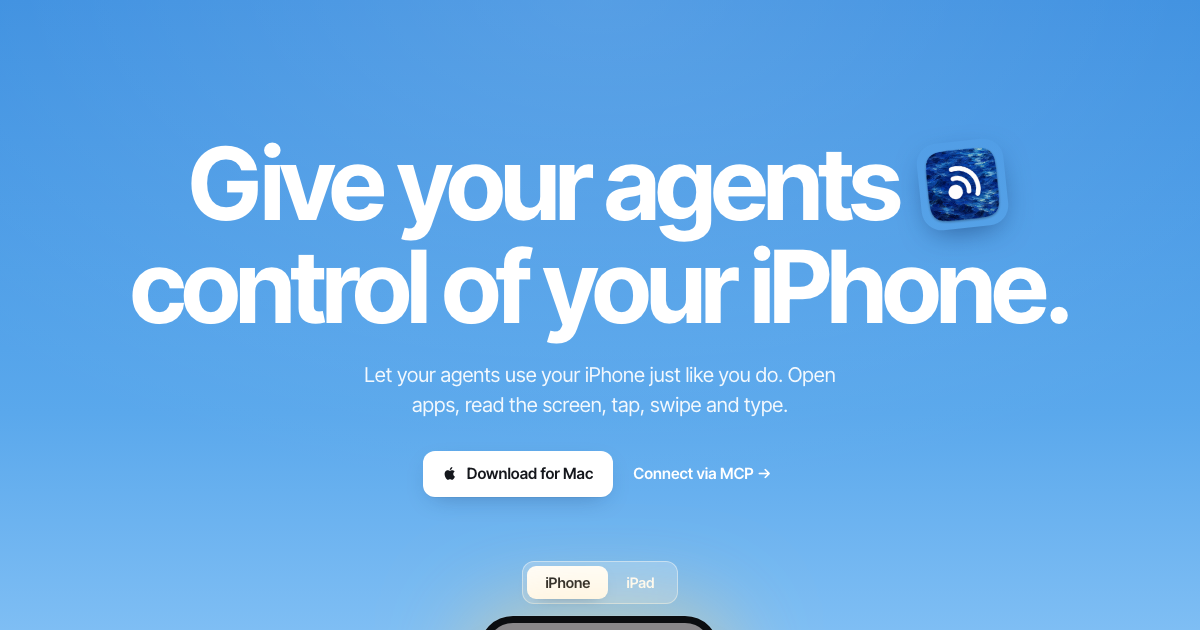 Give your agents
control of your iPhone.
Let your agents use your iPhone just like you do. Open
apps, read the screen, tap, swipe and type.
Download for Mac
Connect via MCP →
iPhone
iPad